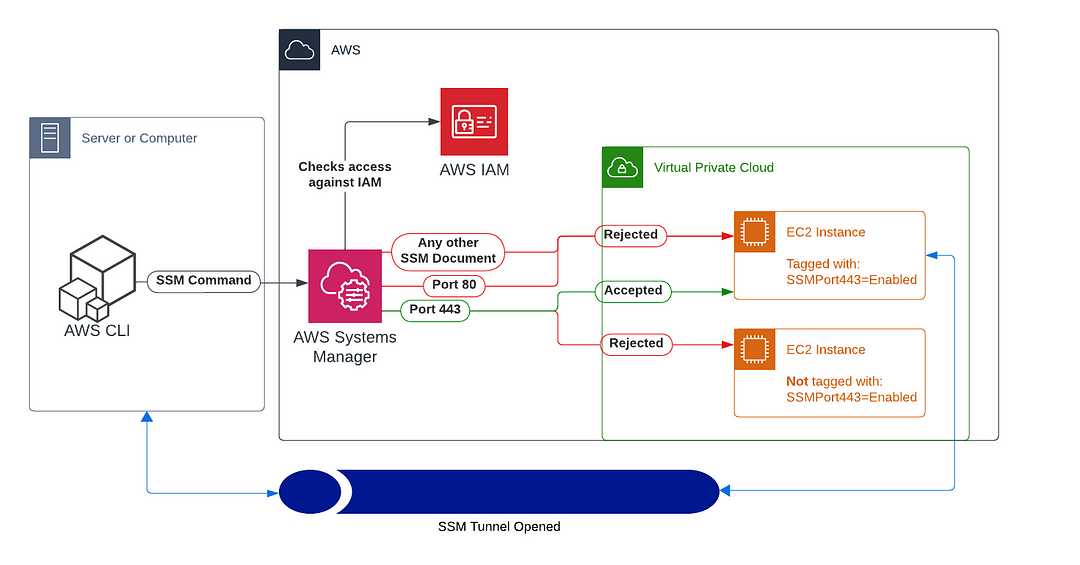 AWS
Server or Computer
AWS IAM
Checks access
against IAM
Virtual Private Cloud
Any other
SSM Document
Rejected
EC2 Instance
Tagged with:
SSMPort443=Enabled
SSM Command
Port 80
Accepted
Port 443
AWS CLI
AWS Systems
Manager
Rejected
EC2 Instance
Not tagged with:
SSMPort443=Enabled
SSM Tunnel Opened